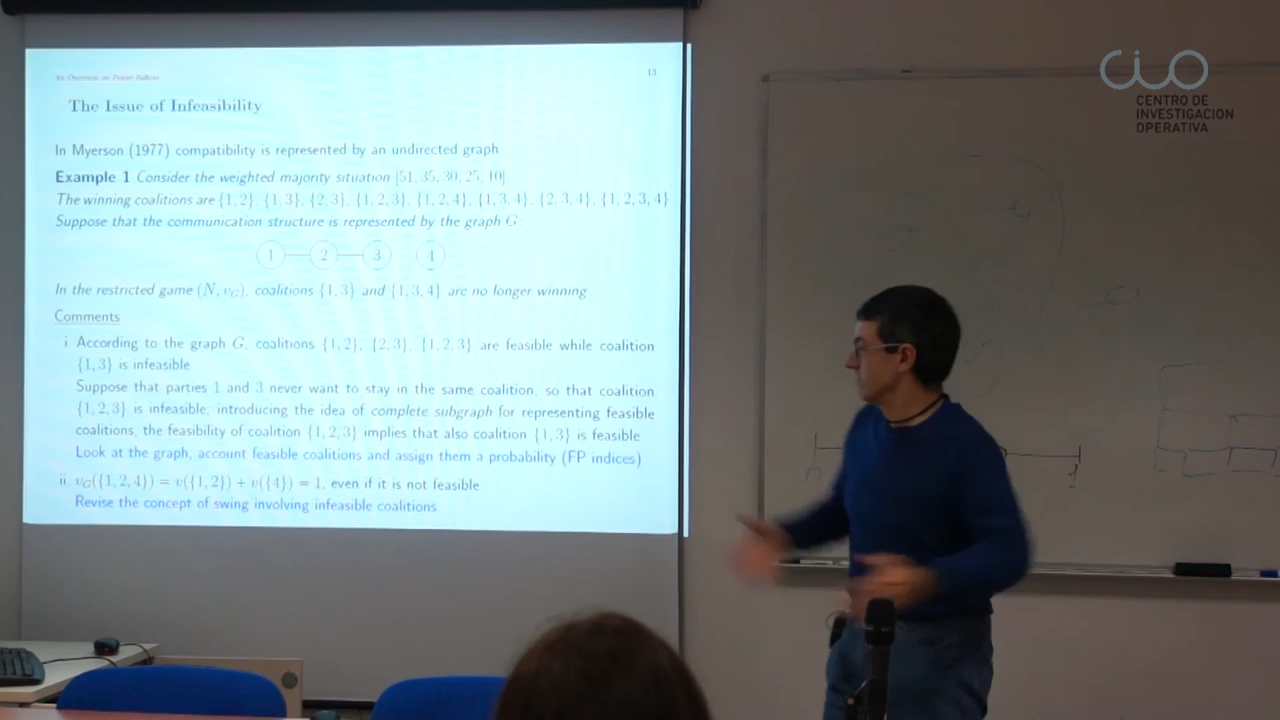 An Overview on Power Indices 13
The Issue of Infeasibility
In Myerson (1977) compatibility is represented by an undirected graph
Example 1 Consider the weighted majority situation [51, 35, 30, 25, 10]
The winning coalitions are {1, 2}, {1, 3}, {2, 3}, {1, 2, 3}, {1, 2, 4}, {1, 3, 4}, {2, 3, 4}, {1, 2, 3, 4}
Suppose that the communication structure is represented by the graph G:
1 2 3 4
In the restricted game (N, v_G), coalitions {1, 3} and {1, 3, 4} are no longer winning
Comments
i According to the graph G, coalitions {1, 2}, {2, 3}, {1, 2, 3} are feasible while coalition
{1, 3} is infeasible
Suppose that parties 1 and 3 never want to stay in the same coalition, so that coalition
{1, 2, 3} is infeasible; introducing the idea of complete subgraph for representing feasible
coalitions, the feasibility of coalition {1, 2, 3} implies that also coalition {1, 3} is feasible
Look at the graph, account feasible coalitions and assign them a probability (FP indices)
ii v_G({1, 2, 4}) = v({1, 2}) + v({4}) = 1, even if it is not feasible
Revise the concept of swing involving infeasible coalitions
CIO
CENTRO DE
INVESTIGACION
OPERATIVA